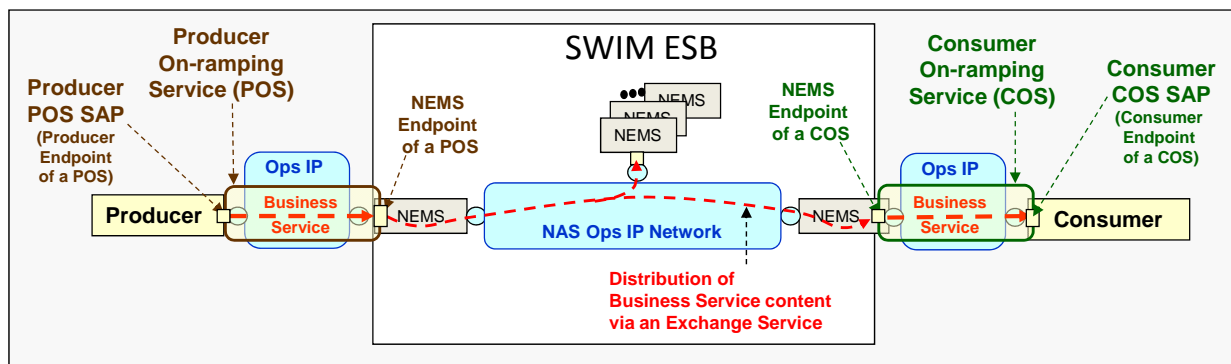 SWIM ESB
Producer
On-ramping
Service (POS)
Producer
POS SAP
(Producer
Endpoint
of a POS)
NEMS
Endpoint
of a POS
NEMS
NEMS
NEMS
NEMS
Endpoint
of a COS
Consumer
On-ramping
Service (COS)
Consumer
COS SAP
(Consumer
Endpoint
of a COS)
Ops IP
Ops IP
Producer
Business
Service
NEMS
NAS Ops IP Network
NEMS
Business
Service
Consumer
Distribution of
Business Service content
via an Exchange Service